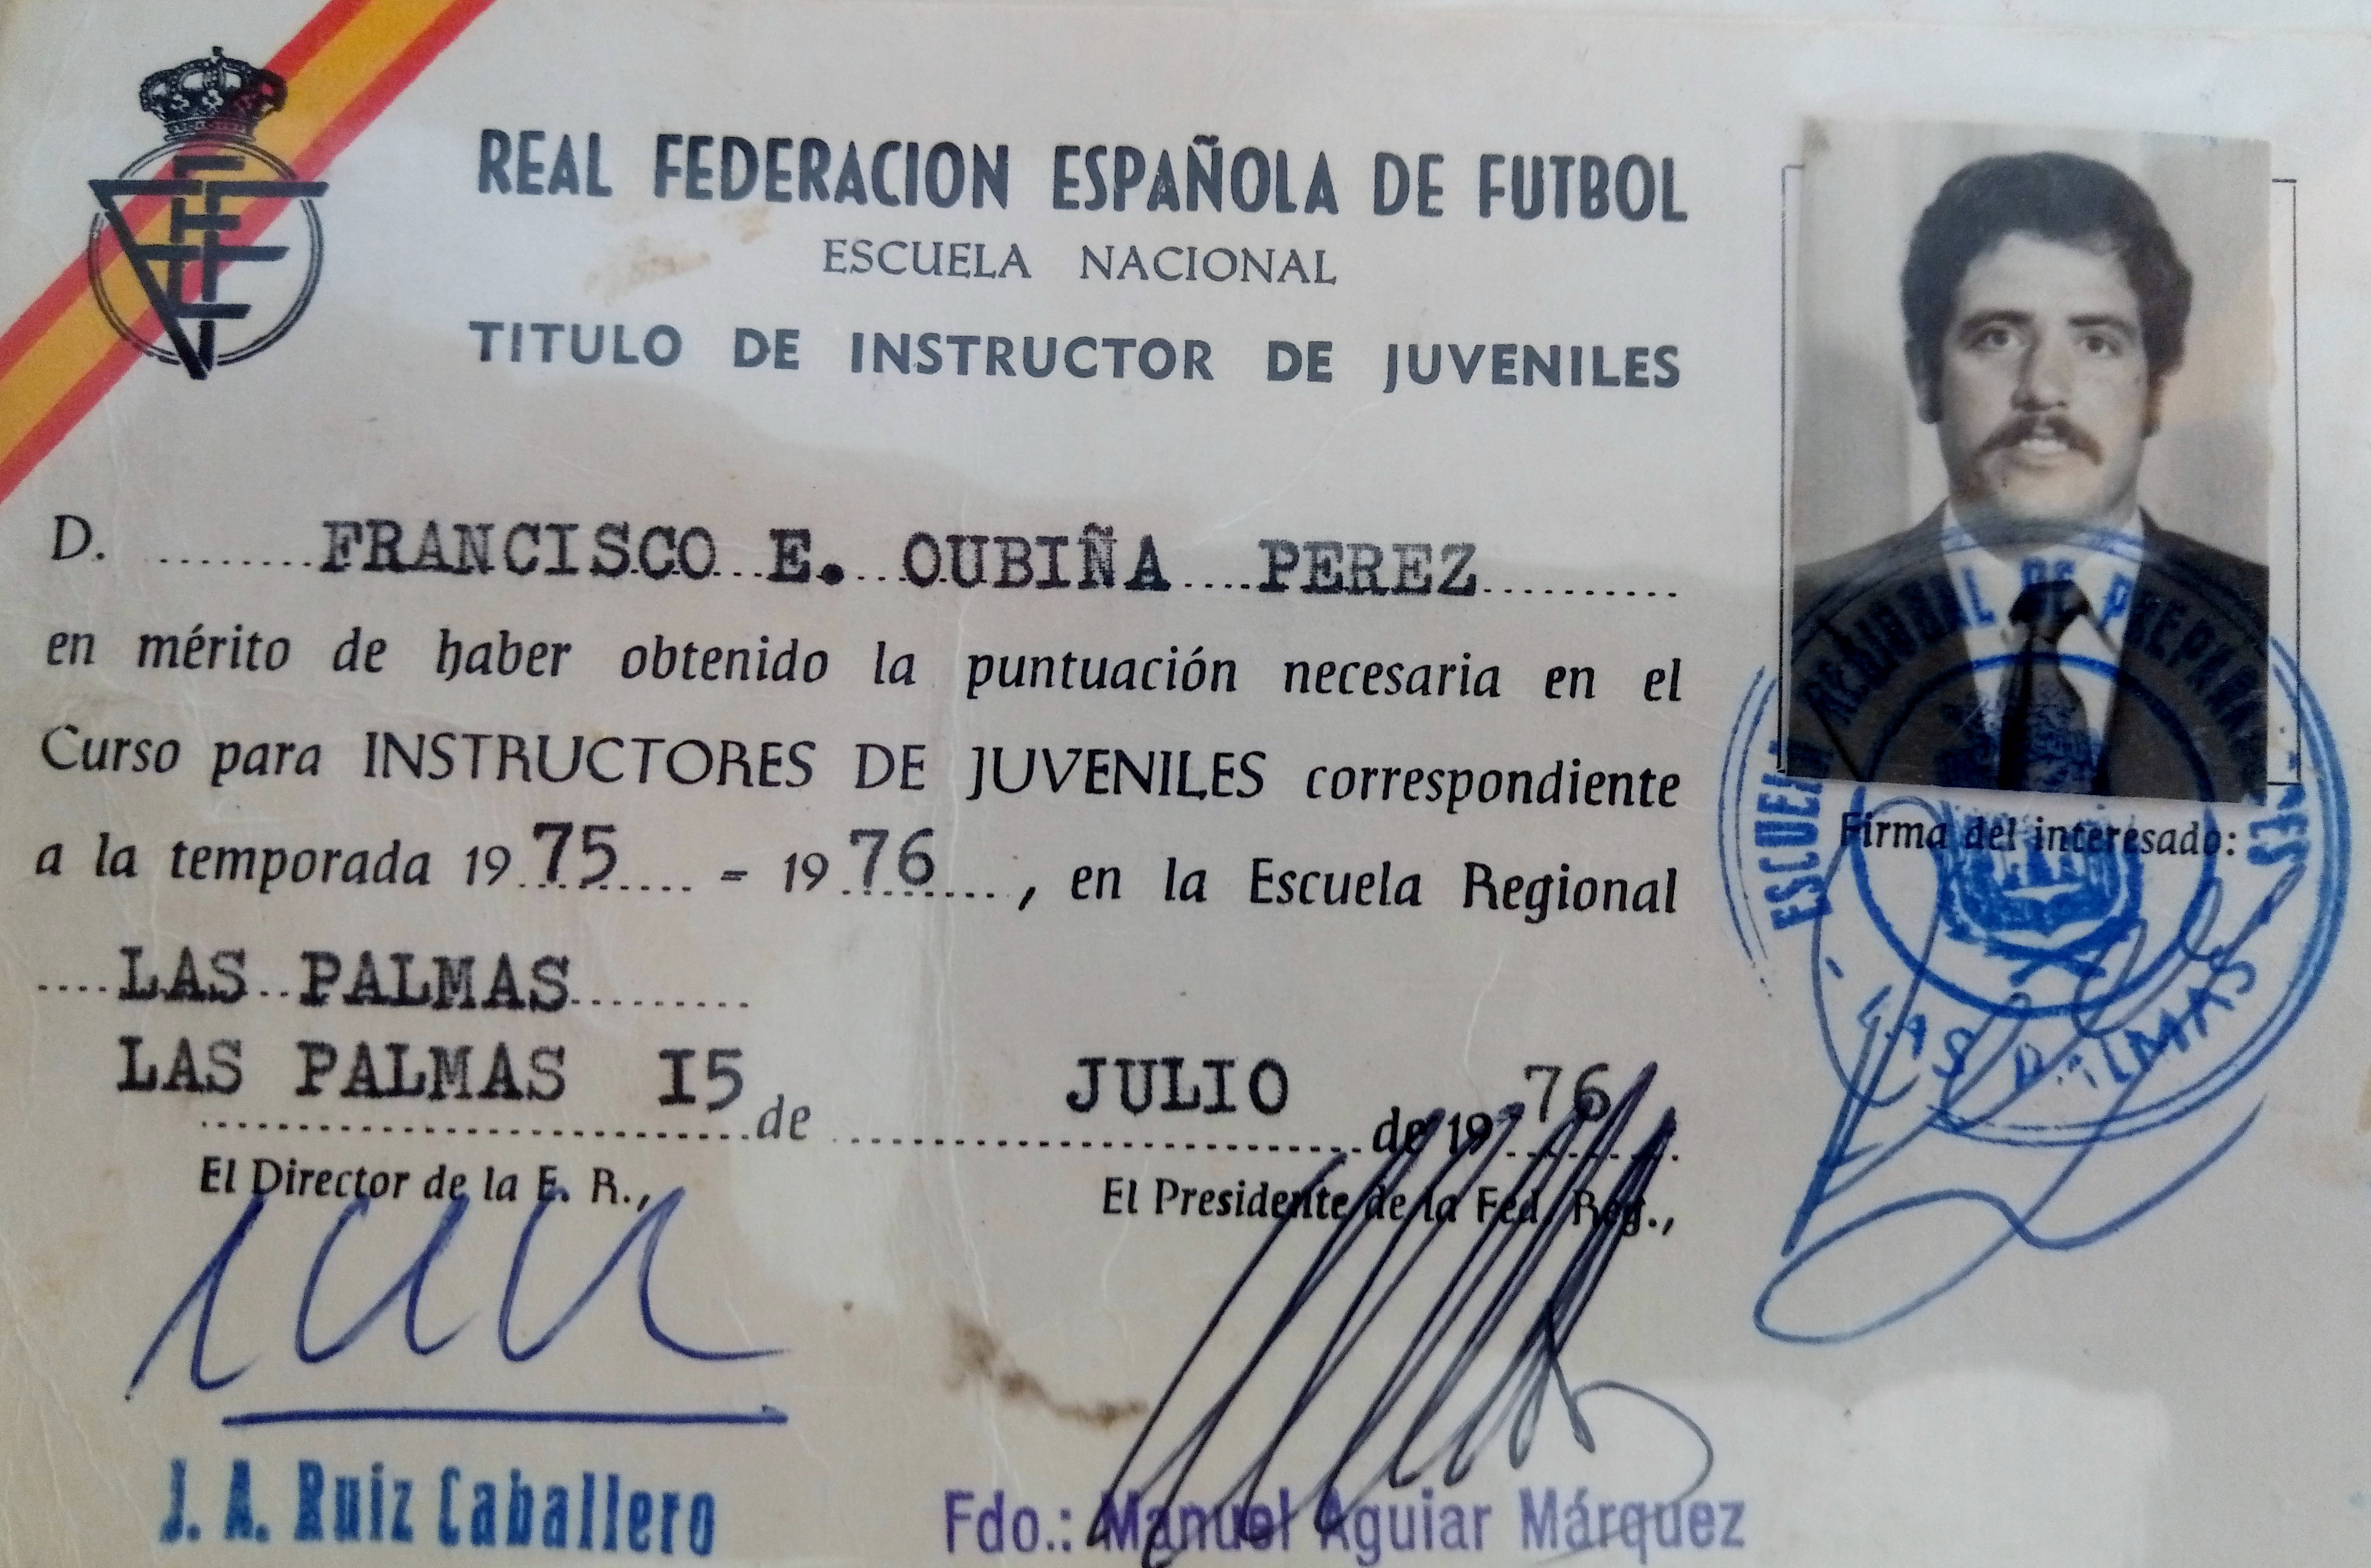 REAL FEDERACION ESPAÑOLA DE FUTBOL
ESCUELA NACIONAL
TITULO DE INSTRUCTOR DE JUVENILES
D. FRANCISCO E. OUBIÑA PEREZ
en mérito de haber obtenido la puntuación necesaria en el
Curso para INSTRUCTORES DE JUVENILES correspondiente
a la temporada 1975 - 1976, en la Escuela Regional
LAS PALMAS
LAS PALMAS I5 de JULIO de 1976.
El Director de la E. R.,
El Presidente de la Fed. Reg.,
J. A. Ruiz Caballero
Fdo.: Manuel Aguiar Márquez
Firma del interesado:
ESCUELA REGIONAL DE
LAS PALMAS